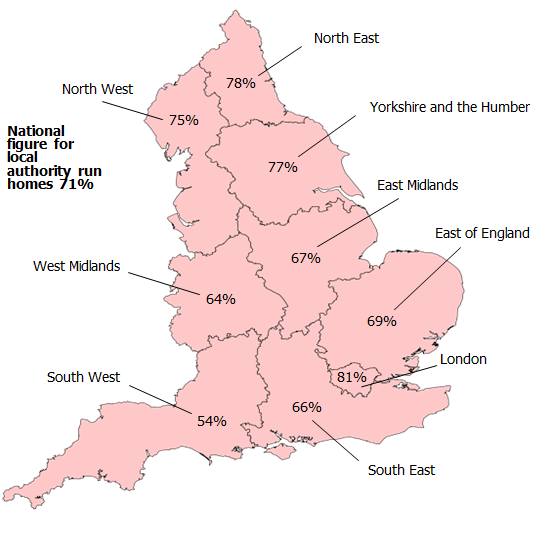 North East
78%
North West
75%
Yorkshire and the Humber
National
figure for
local
authority run
homes 71%
77%
East Midlands
East of England
67%
West Midlands
64%
69%
London
81%
South West
66%
54%
South East